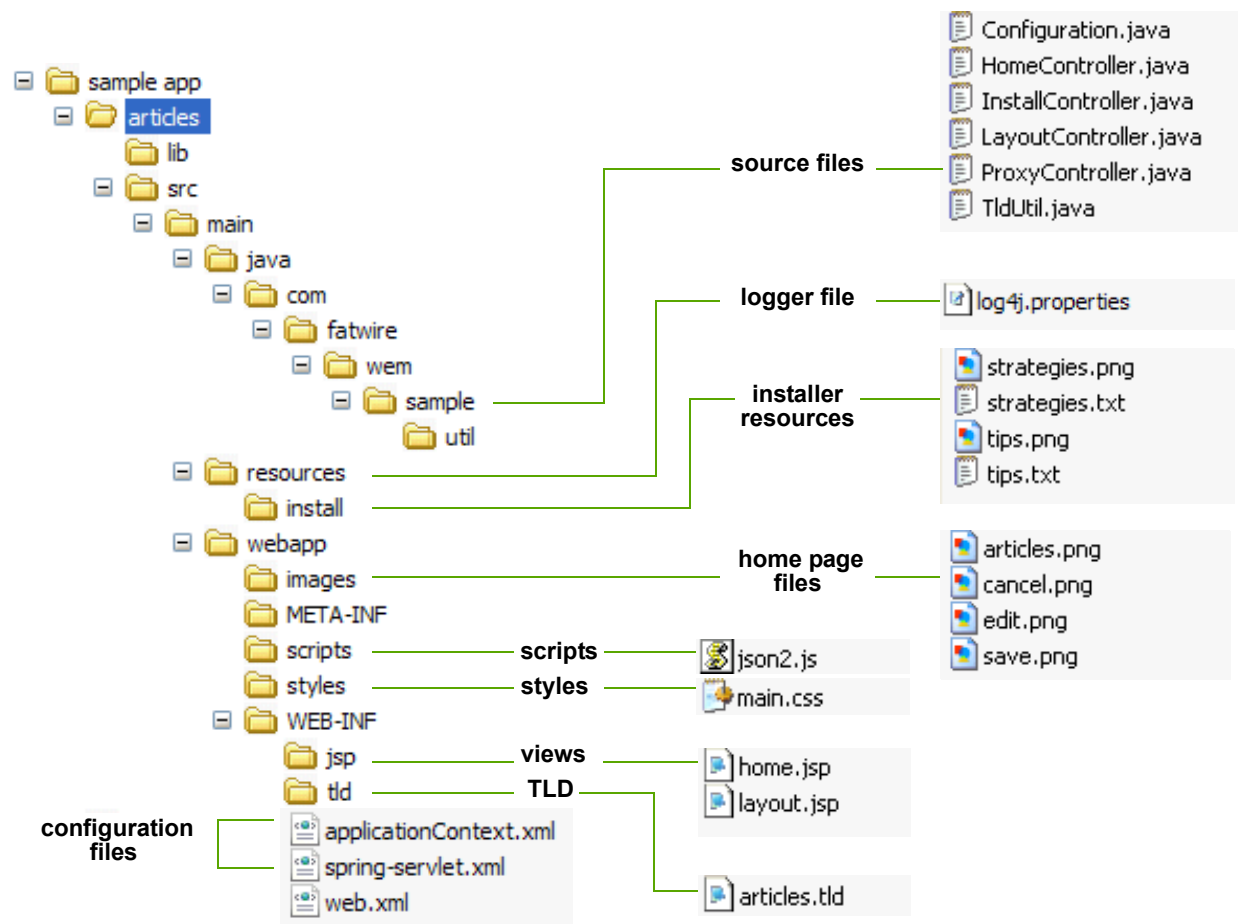 Configuration.java
HomeController.java
sample app
InstallController.java
articles
LayoutController.java
lib
source files
ProxyController.java
src
TldUtil.java
main
java
com
logger file
log4j.properties
fatwire
wem
strategies.png
installer
resources
sample
strategies.txt
util
tips.png
resources
tips.txt
install
webapp
home page
files
articles.png
images
cancel.png
META-INF
edit.png
scripts
scripts
json2.js
save.png
styles
styles
main.css
WEB-INF
jsp
views
home.jsp
tld
TLD
layout.jsp
configuration
files
applicationContext.xml
spring-servlet.xml
web.xml
articles.tld